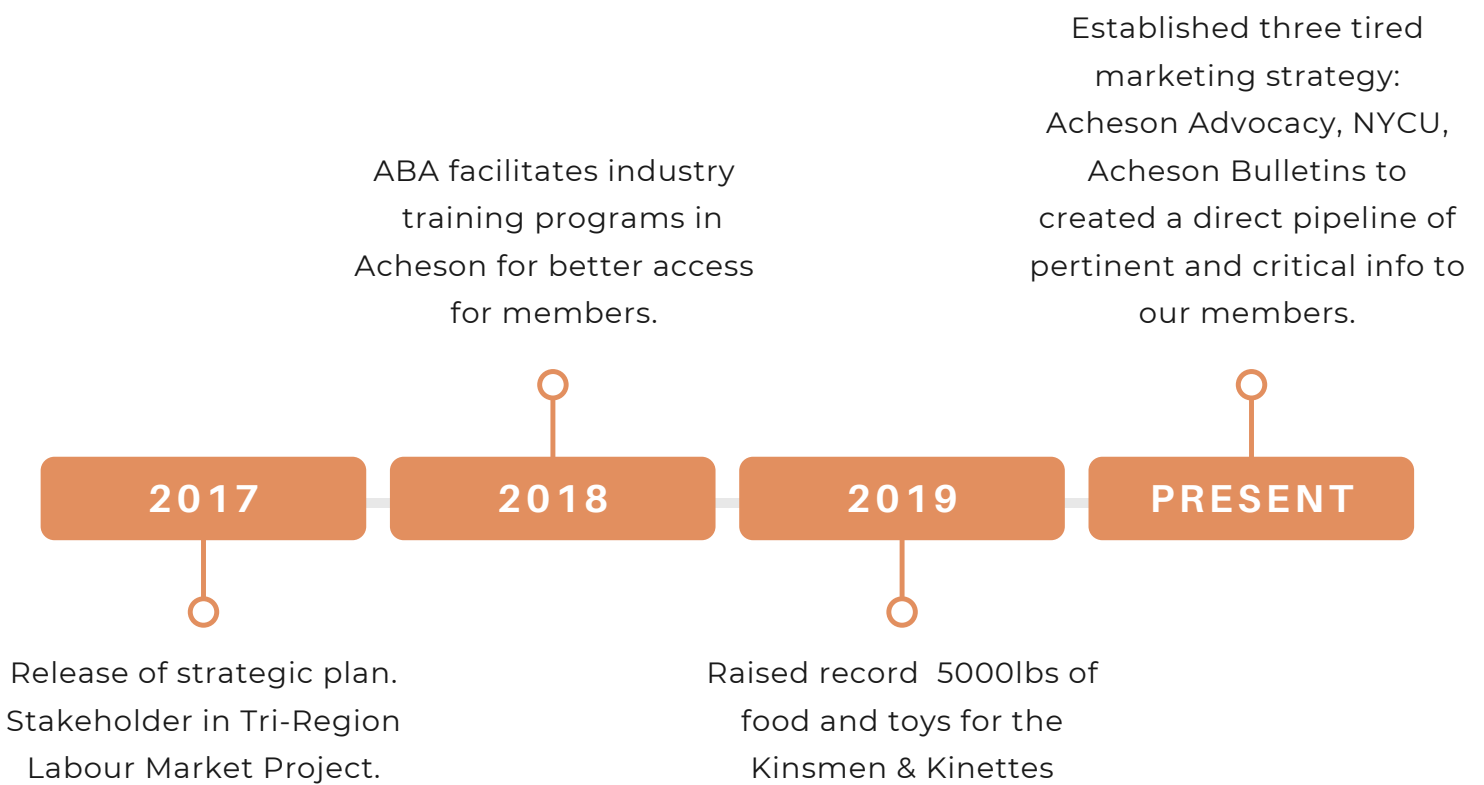 Established three tired
marketing strategy:
Acheson Advocacy, NYCU,
Acheson Bulletins to
created a direct pipeline of
pertinent and critical info to
our members.
ABA facilitates industry
training programs in
Acheson for better access
for members.
2017
2018
2019
PRESENT
Release of strategic plan.
Stakeholder in Tri-Region
Labour Market Project.
Raised record 5000lbs of
food and toys for the
Kinsmen & Kinettes